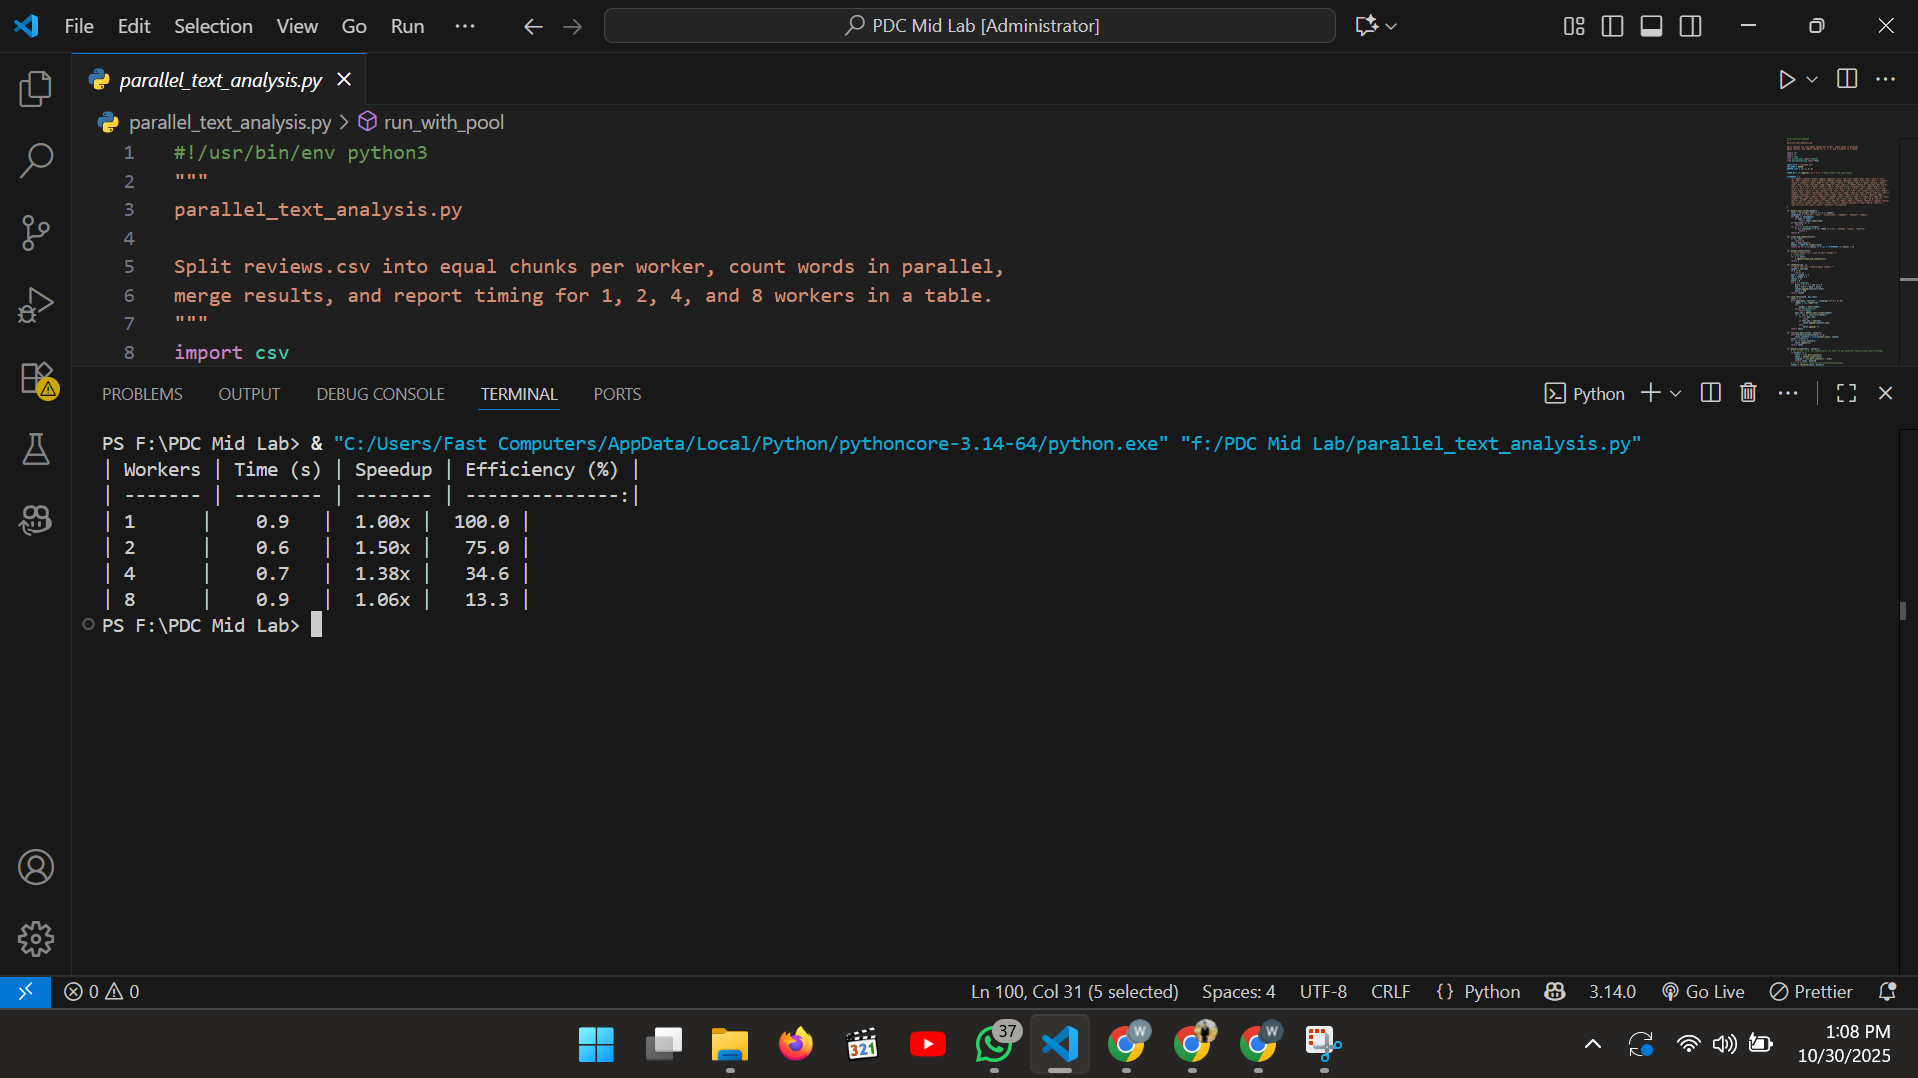 File Edit Selection View Go Run ··· PDC Mid Lab [Administrator]
parallel_text_analysis.py
parallel_text_analysis.py > run_with_pool
1 #!/usr/bin/env python3
2 """
3 parallel_text_analysis.py
4
5 Split reviews.csv into equal chunks per worker, count words in parallel,
6 merge results, and report timing for 1, 2, 4, and 8 workers in a table.
7 """
8 import csv
PROBLEMS OUTPUT DEBUG CONSOLE TERMINAL PORTS Python
PS F:\PDC Mid Lab> & "C:/Users/Fast Computers/AppData/Local/Python/pythoncore-3.14-64/python.exe" "f:/PDC Mid Lab/parallel_text_analysis.py"
| Workers | Time (s) | Speedup | Efficiency (%) |
| ------- | -------- | ------- | --------------:|
| 1 | 0.9 | 1.00x | 100.0 |
| 2 | 0.6 | 1.50x | 75.0 |
| 4 | 0.7 | 1.38x | 34.6 |
| 8 | 0.9 | 1.06x | 13.3 |
PS F:\PDC Mid Lab>
0 0 Ln 100, Col 31 (5 selected) Spaces: 4 UTF-8 CRLF {} Python 3.14.0 Go Live Prettier
321 37 W W
1:08 PM
10/30/2025